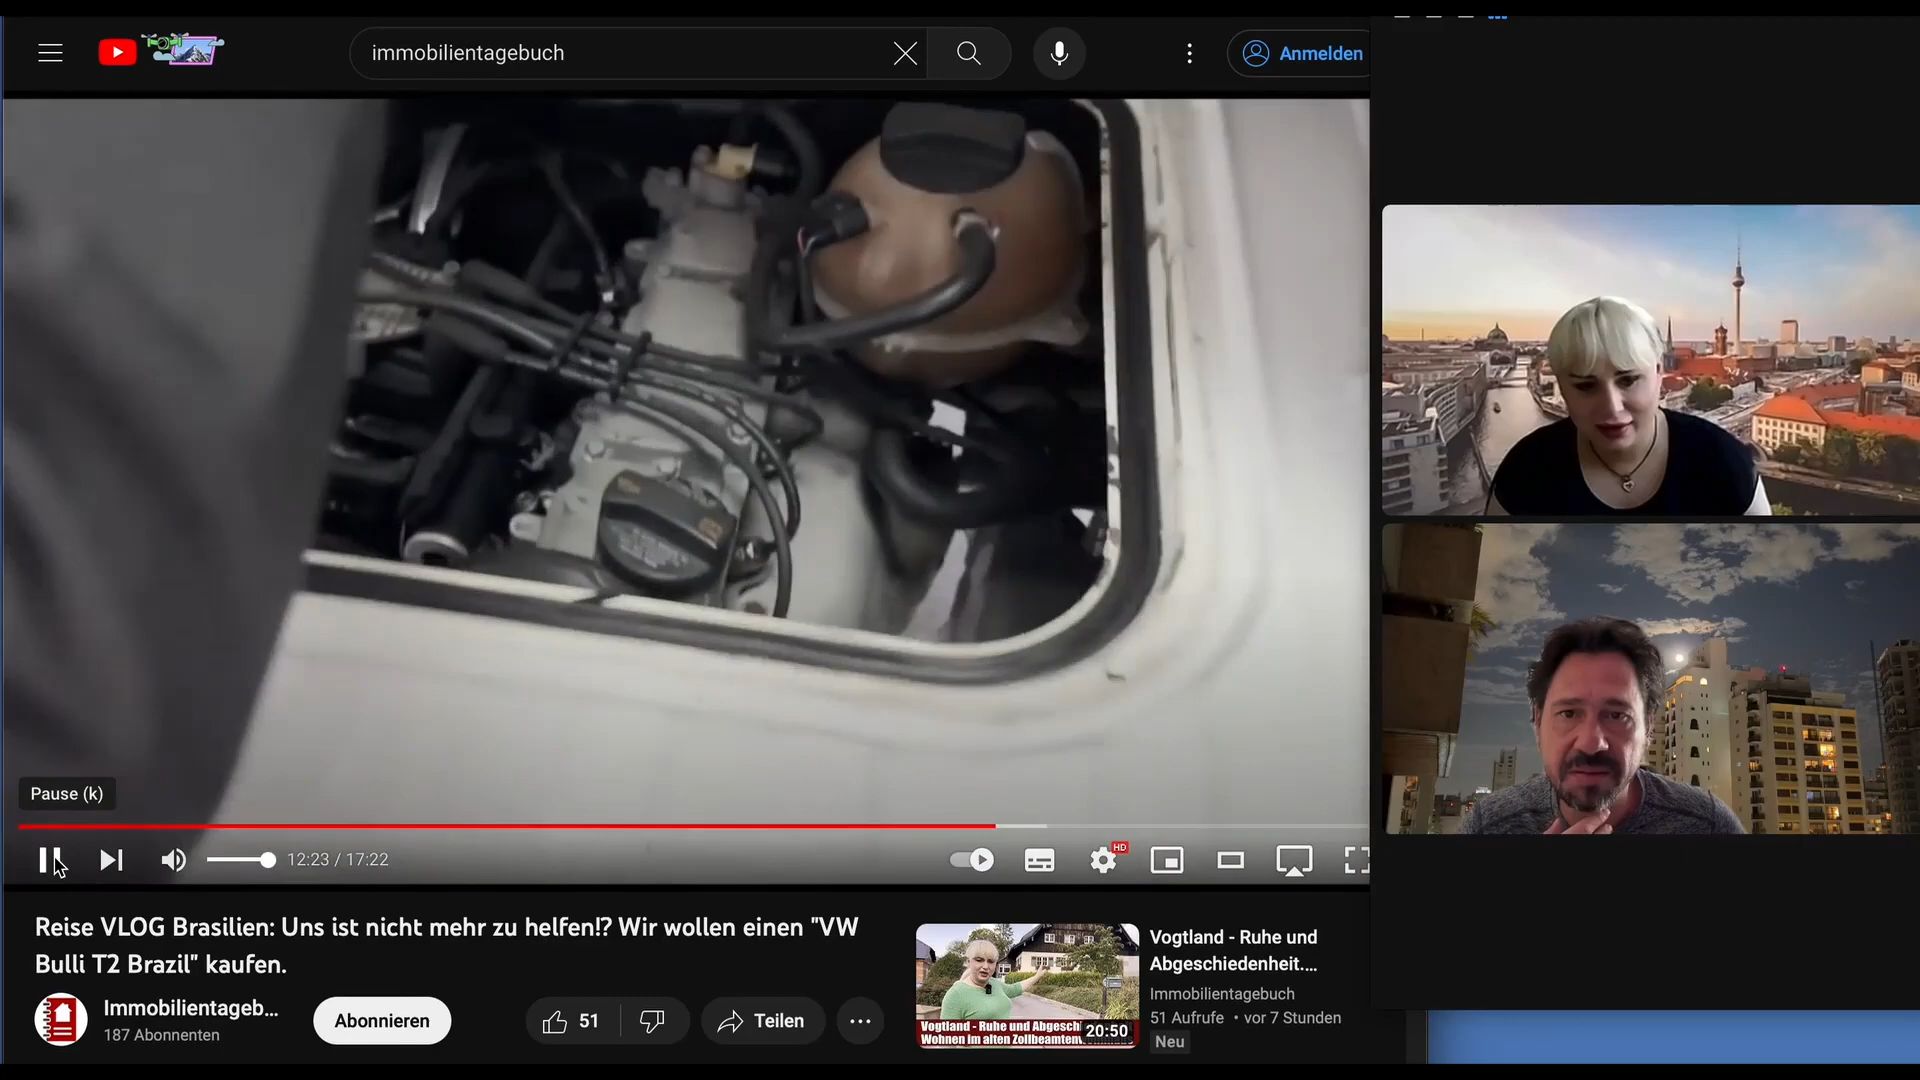 immobilientagebuch
Anmelden
Pause (k)
12:23 / 17:22
HD
Reise VLOG Brasilien: Uns ist nicht mehr zu helfen!? Wir wollen einen "VW
Bulli T2 Brazil" kaufen.
Immobilientageb...
187 Abonnenten
Abonnieren
51
Teilen
Vogtland - Ruhe und Abgesch
Wohnen im alten Zollbeamten
20:50
Vogtland - Ruhe und
Abgeschiedenheit....
Immobilientagebuch
51 Aufrufe • vor 7 Stunden
Neu